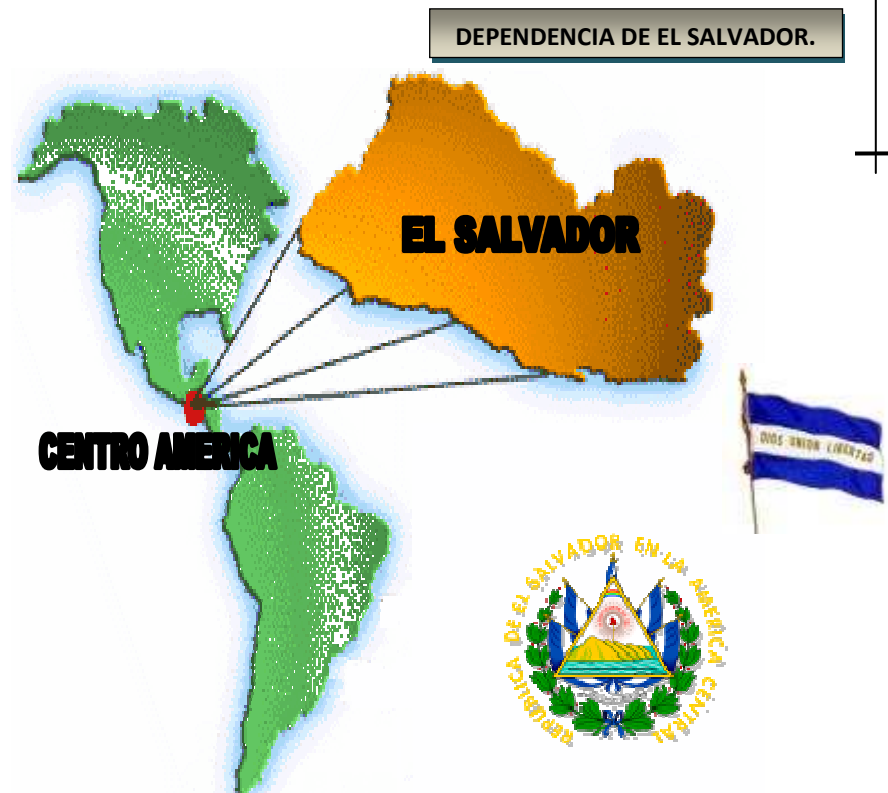 DEPENDENCIA DE EL SALVADOR.
EL SALVADOR
CENTRO AMERICA
DIOS UNION LIBERTAD
REPUBLICA DE EL SALVADOR EN LA AMERICA CENTRAL